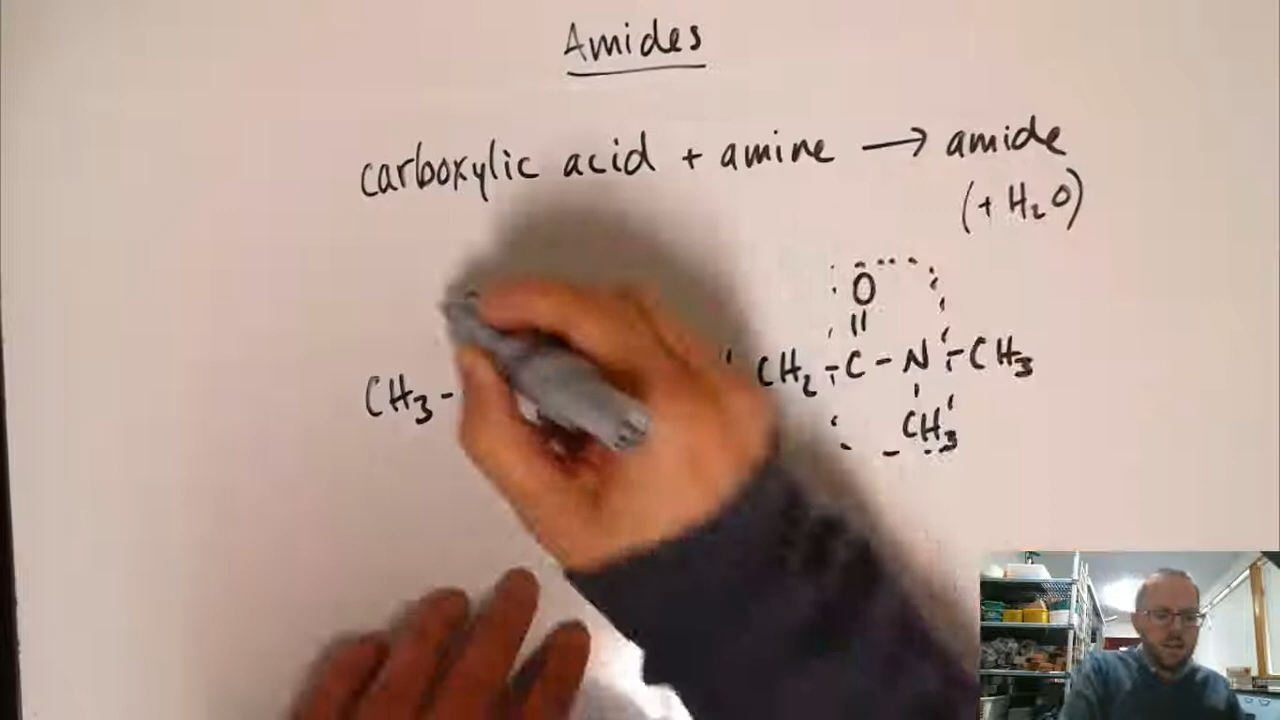 Amides
carboxylic acid + amine → amide
(+ H₂O)
O
||
CH₃ -
CH₂ - C - N - CH₃
CH₃